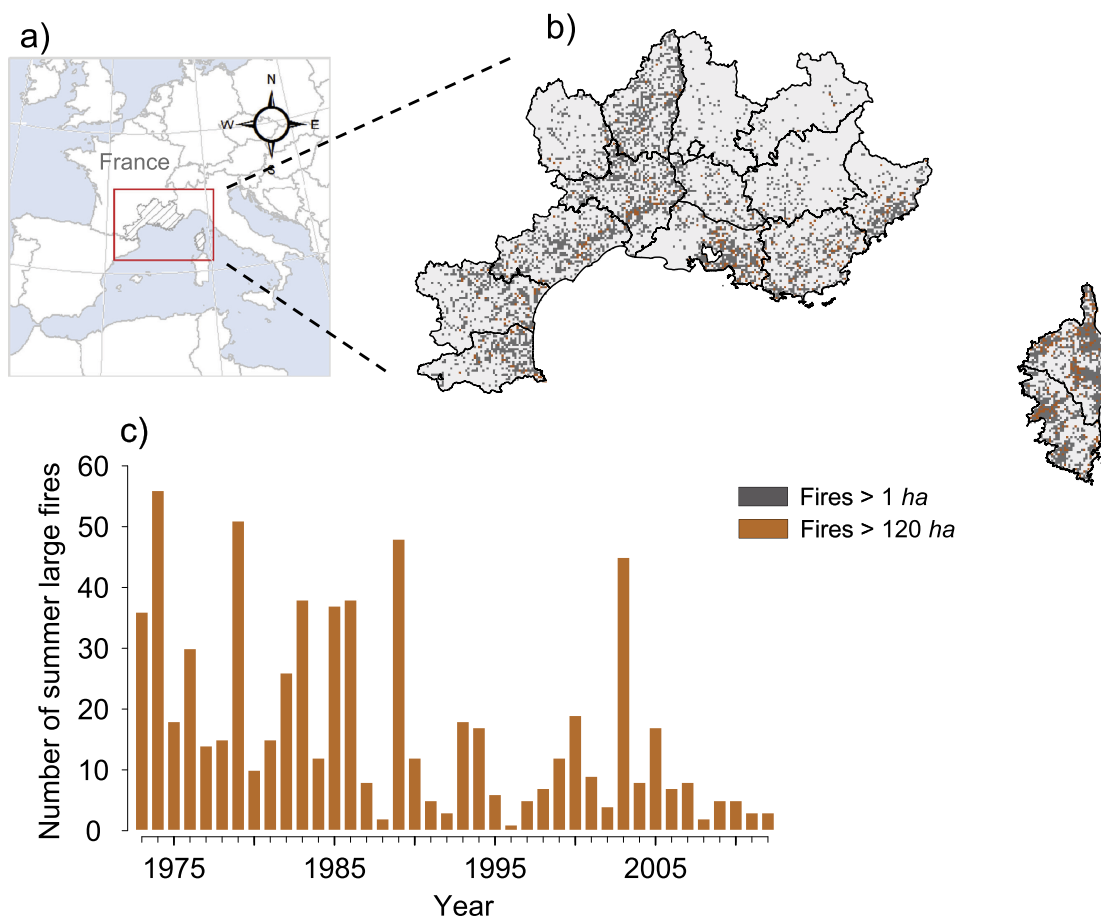 a)
b)
N
W
E
S
France
c)
Number of summer large fires
60
50
40
30
20
10
0
Fires > 1 ha
Fires > 120 ha
1975
1985
1995
2005
Year